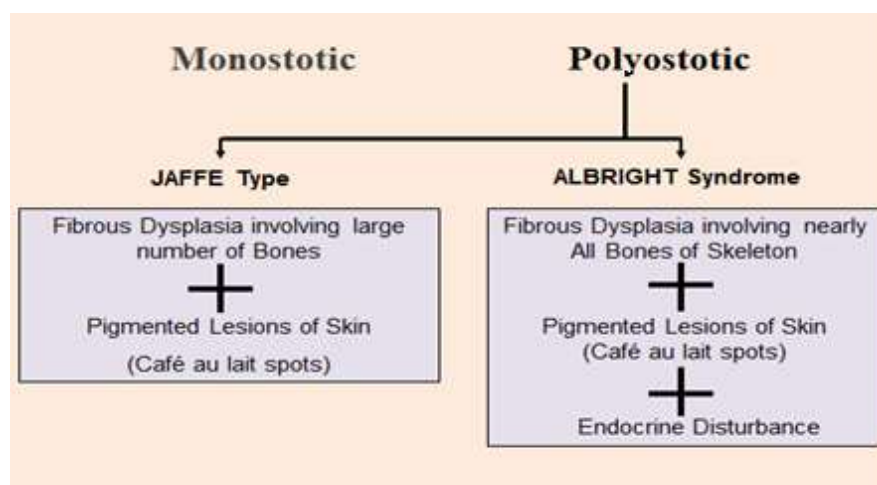 Monostotic
Polyostotic
JAFFE Type
Fibrous Dysplasia involving large
number of Bones
Pigmented Lesions of Skin
(Café au lait spots)
ALBRIGHT Syndrome
Fibrous Dysplasia involving nearly
All Bones of Skeleton
Pigmented Lesions of Skin
(Café au lait spots)
Endocrine Disturbance